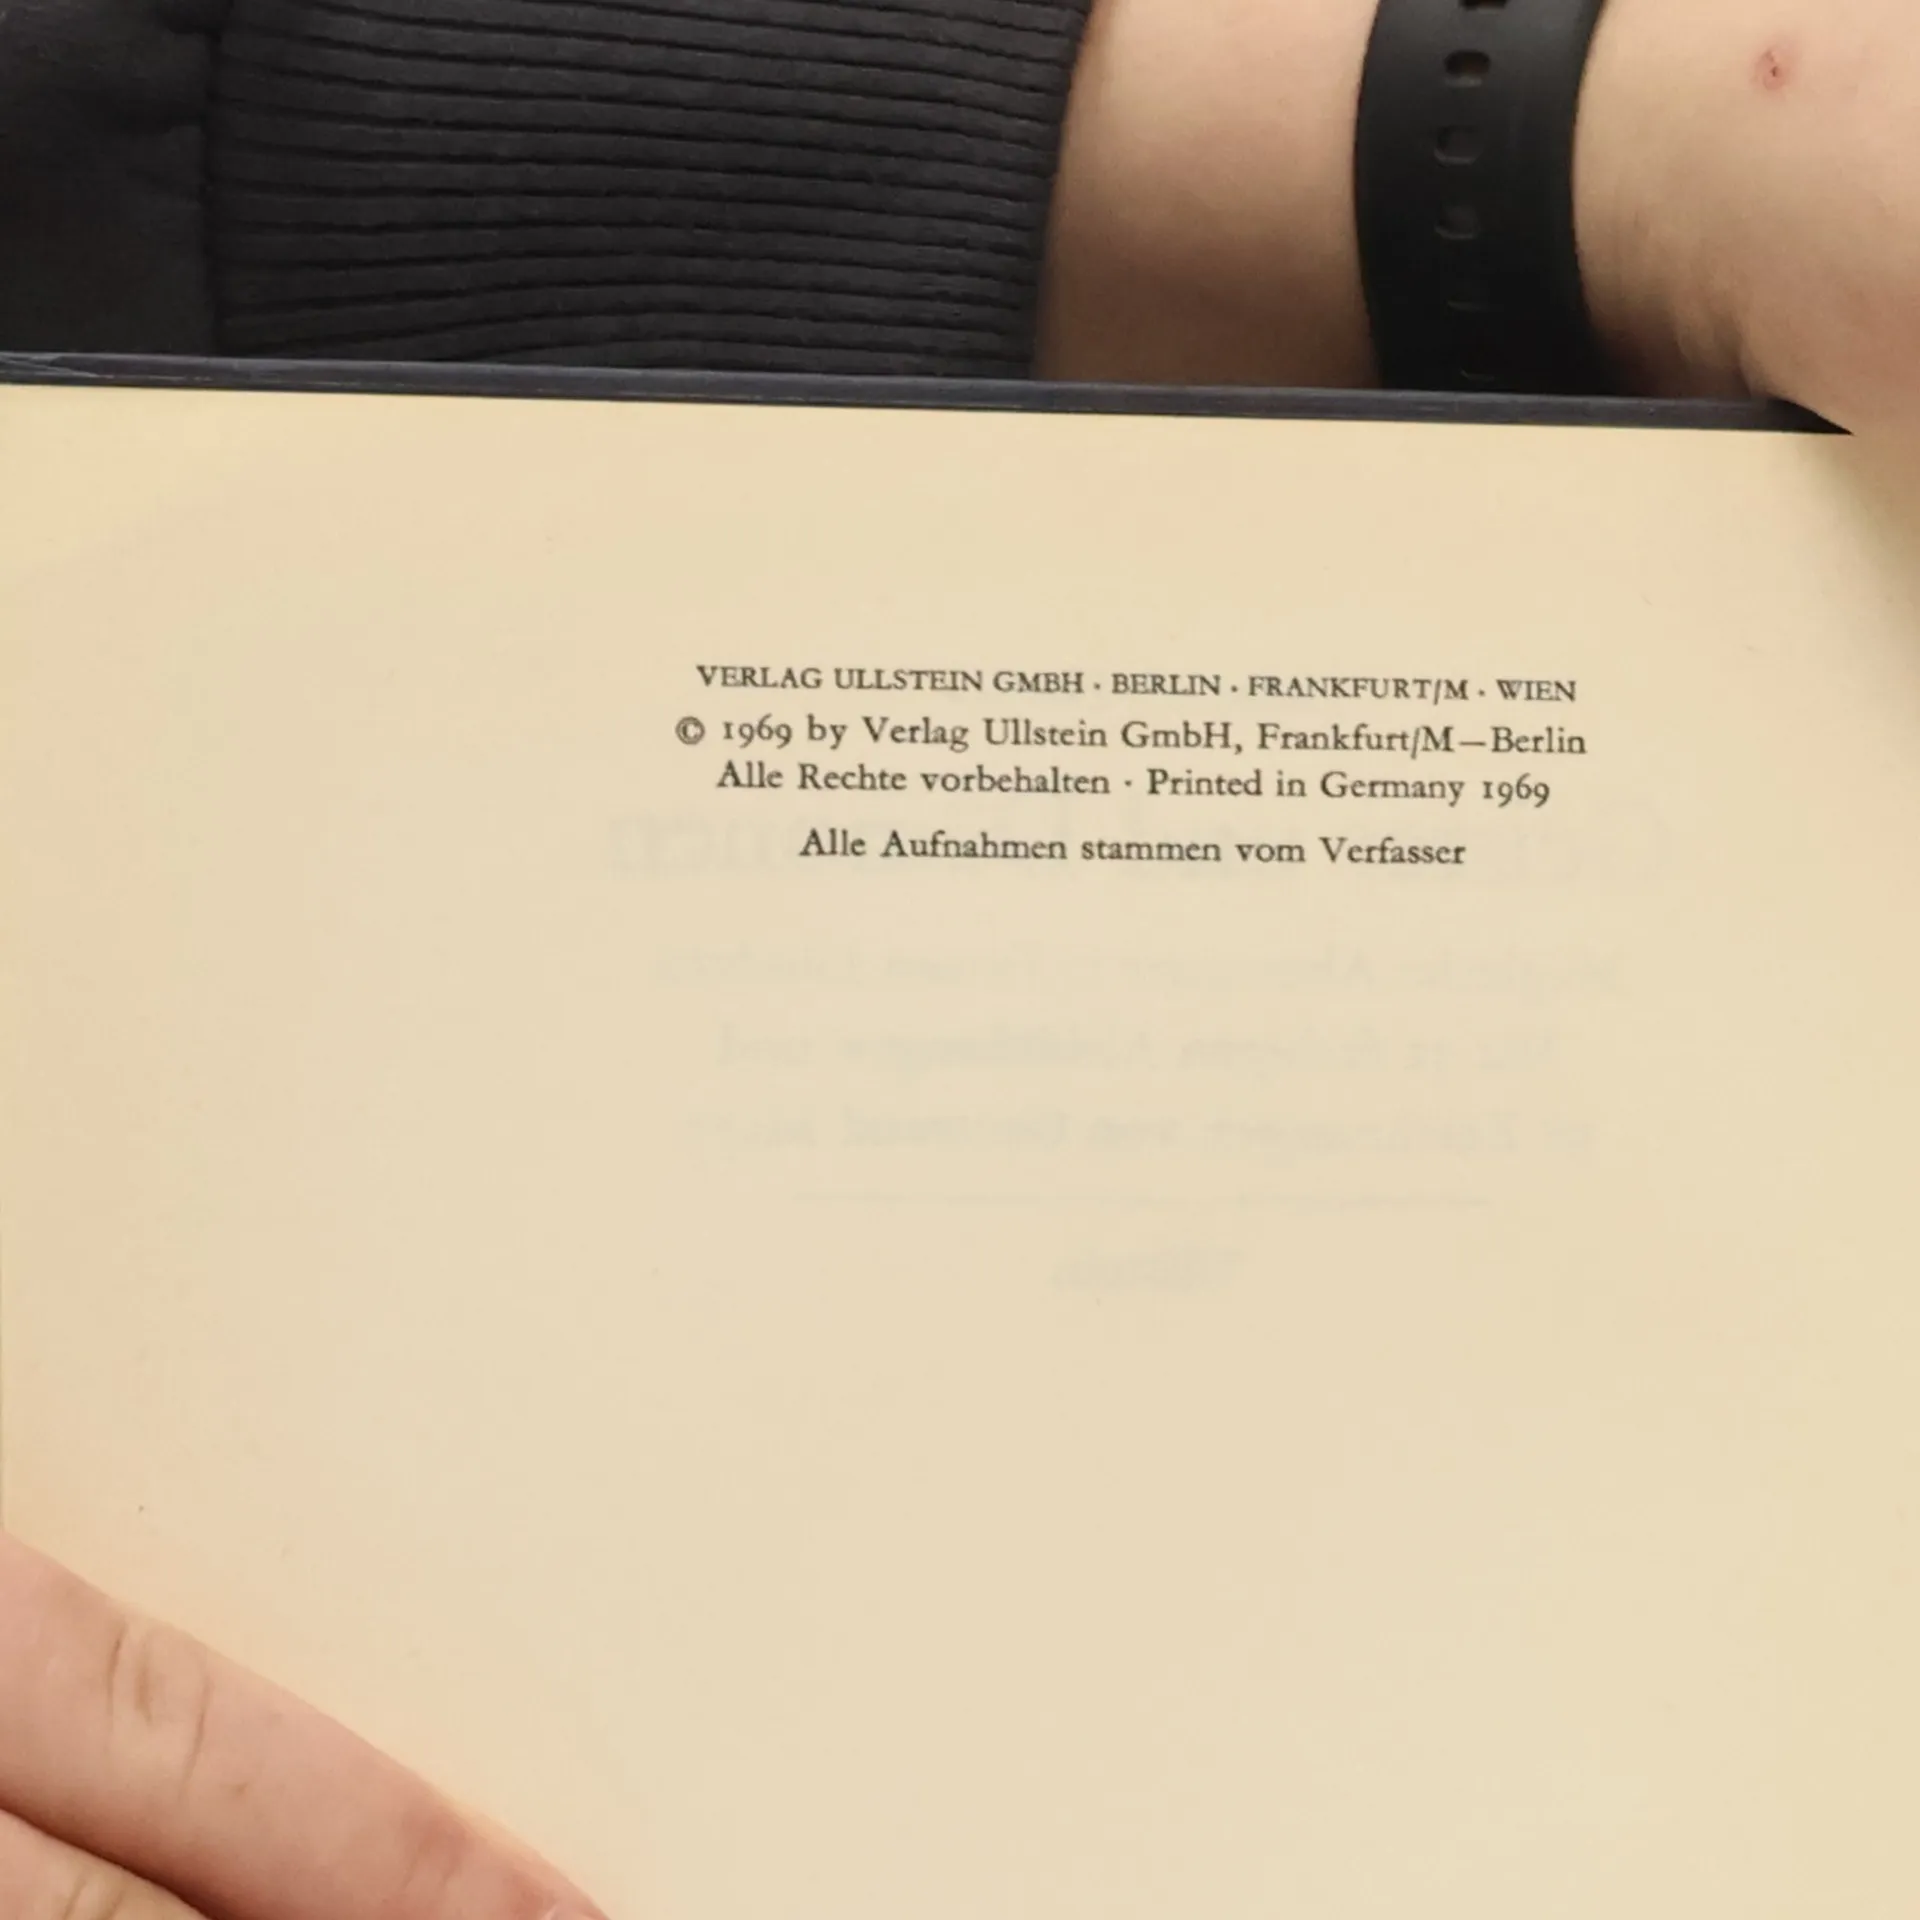 VERLAG ULLSTEIN GMBH · BERLIN · FRANKFURT/M · WIEN
© 1969 by Verlag Ullstein GmbH, Frankfurt/M—Berlin
Alle Rechte vorbehalten · Printed in Germany 1969
Alle Aufnahmen stammen vom Verfasser